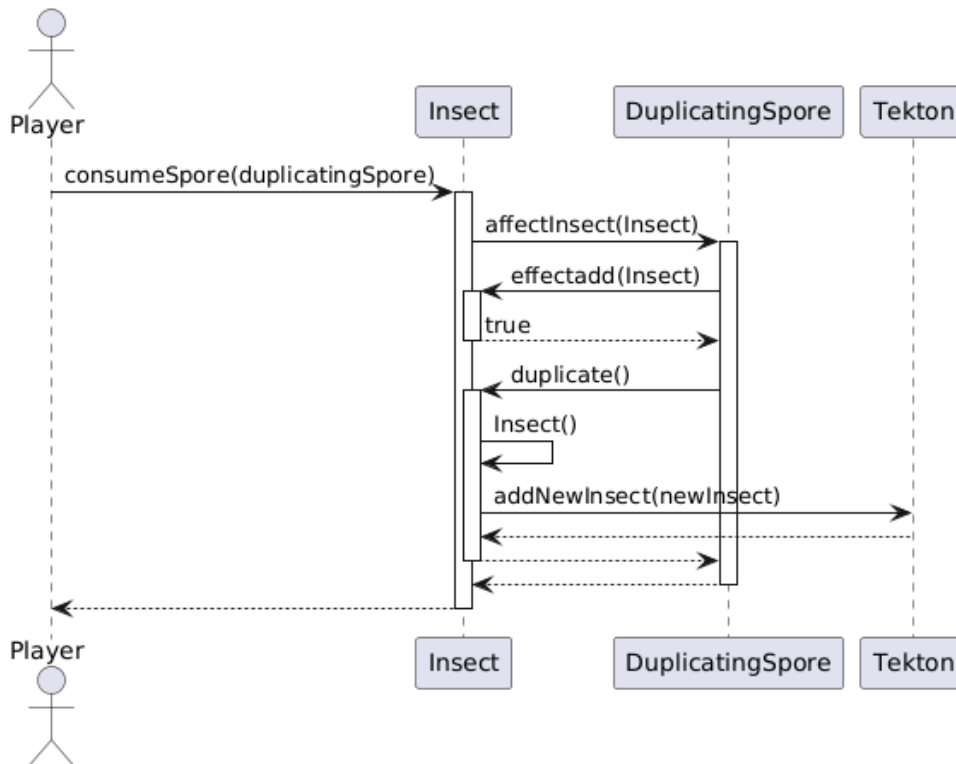 Player
Insect
DuplicatingSpore
Tekton
consumeSpore(duplicatingSpore)
affectInsect(Insect)
effectadd(Insect)
true
duplicate()
Insect()
addNewInsect(newInsect)
Player
Insect
DuplicatingSpore
Tekton